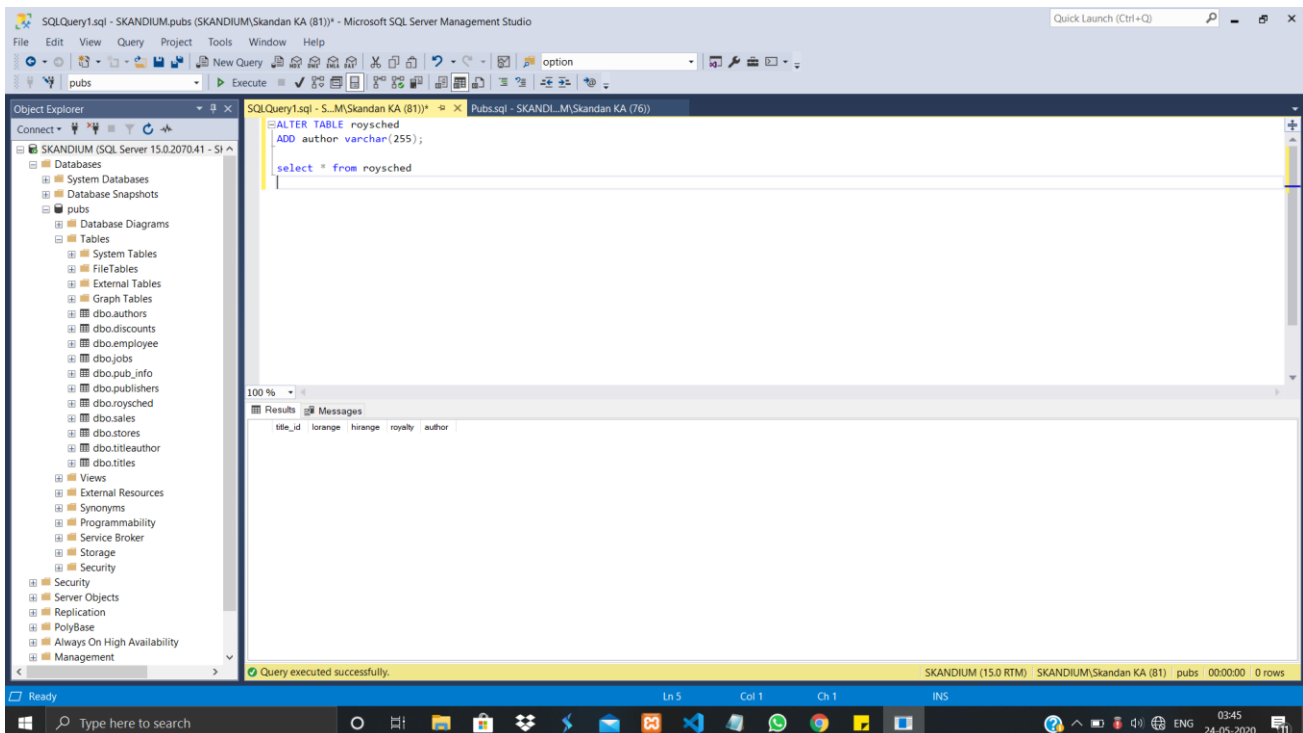 SQLQuery1.sql - SKANDIUM.pubs (SKANDIUM\Skandan KA (81))* - Microsoft SQL Server Management Studio
Quick Launch (Ctrl+Q)
File Edit View Query Project Tools Window Help
New Query
option
pubs
Execute
Object Explorer
SQLQuery1.sql - S...M\Skandan KA (81))*
Pubs.sql - SKANDI...M\Skandan KA (76))
Connect
SKANDIUM (SQL Server 15.0.2070.41 - SK
Databases
System Databases
Database Snapshots
pubs
Database Diagrams
Tables
System Tables
FileTables
External Tables
Graph Tables
dbo.authors
dbo.discounts
dbo.employee
dbo.jobs
dbo.pub_info
dbo.publishers
dbo.roysched
dbo.sales
dbo.stores
dbo.titleauthor
dbo.titles
Views
External Resources
Synonyms
Programmability
Service Broker
Storage
Security
Security
Server Objects
Replication
PolyBase
Always On High Availability
Management
ALTER TABLE roysched
ADD author varchar(255);
select * from roysched
100 %
Results Messages
title_id lorange hirange royalty author
Query executed successfully.
SKANDIUM (15.0 RTM) SKANDIUM\Skandan KA (81) pubs 00:00:00 0 rows
Ready
Ln 5 Col 1 Ch 1 INS
Type here to search
ENG
03:45
24-05-2020